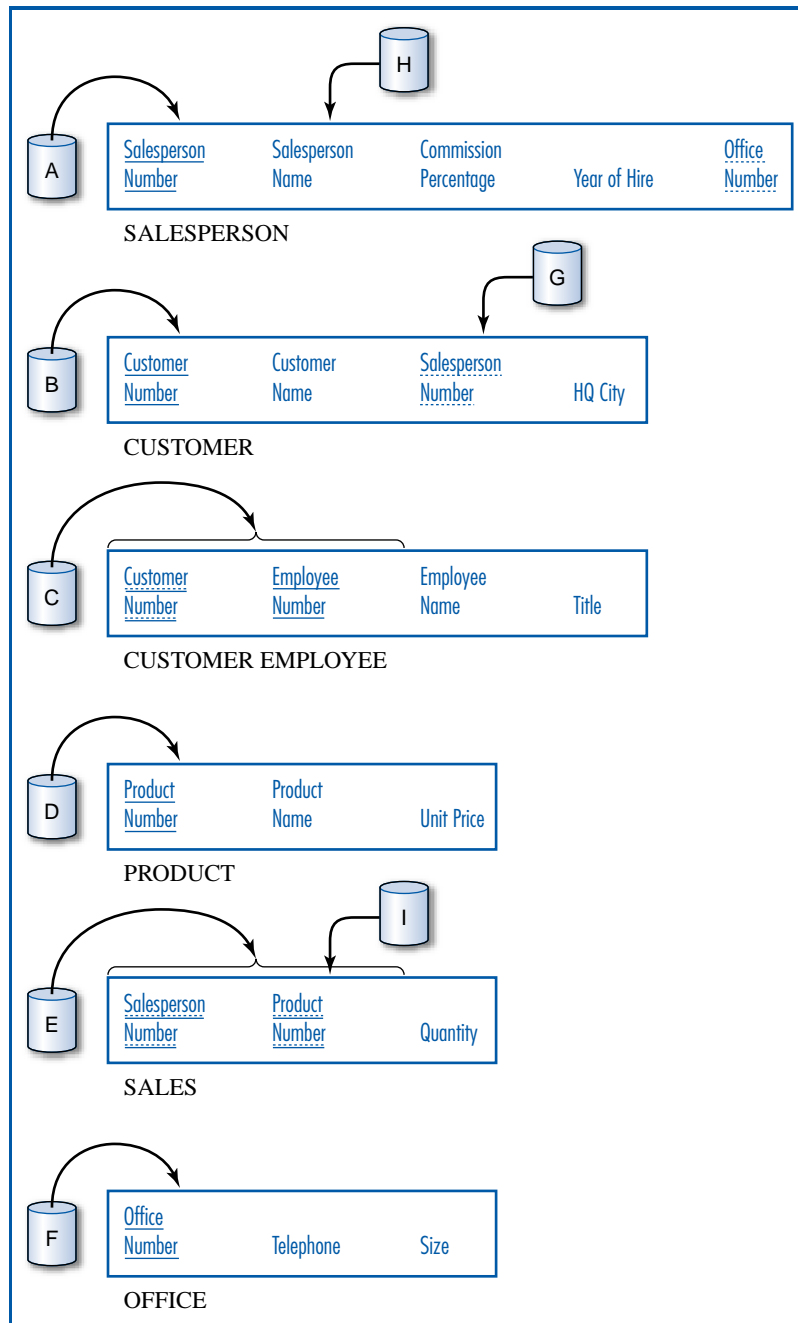 H
A
Salesperson Number
Salesperson Name
Commission Percentage
Year of Hire
Office Number
SALESPERSON
G
B
Customer Number
Customer Name
Salesperson Number
HQ City
CUSTOMER
C
Customer Number
Employee Number
Employee Name
Title
CUSTOMER EMPLOYEE
D
Product Number
Product Name
Unit Price
PRODUCT
I
E
Salesperson Number
Product Number
Quantity
SALES
F
Office Number
Telephone
Size
OFFICE